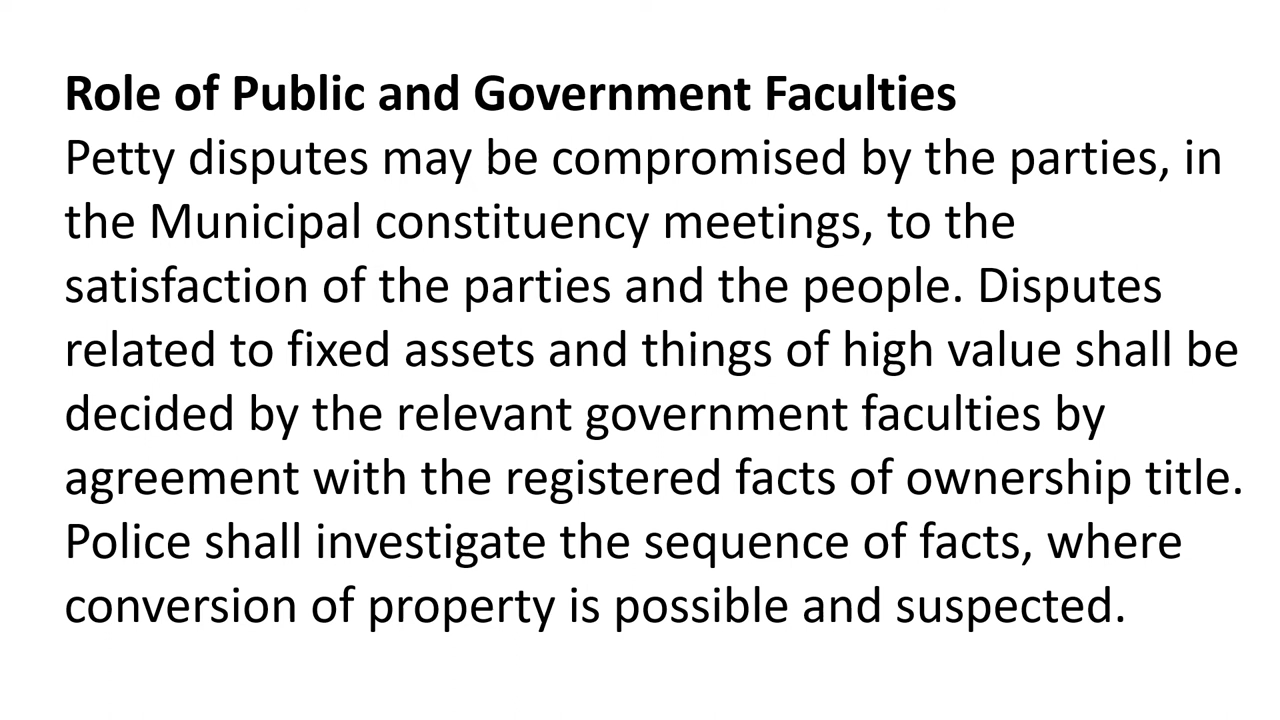 Role of Public and Government Faculties
Petty disputes may be compromised by the parties, in
the Municipal constituency meetings, to the
satisfaction of the parties and the people. Disputes
related to fixed assets and things of high value shall be
decided by the relevant government faculties by
agreement with the registered facts of ownership title.
Police shall investigate the sequence of facts, where
conversion of property is possible and suspected.